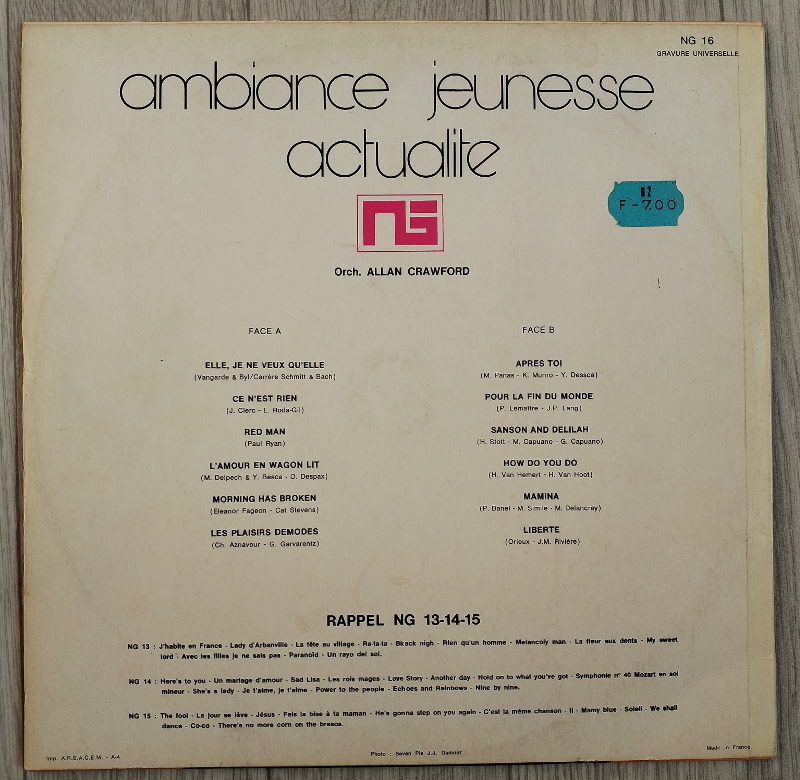 NG 16
GRAVURE UNIVERSELLE
ambiance jeunesse
actualite
NG
U2
F-7.00
Orch. ALLAN CRAWFORD
FACE A
ELLE, JE NE VEUX QU'ELLE
(Vangarde & Byl/Carrère Schmitt & Bach)
CE N'EST RIEN
(J. Clerc - E. Roda-Gil)
RED MAN
(Paul Ryan)
L'AMOUR EN WAGON LIT
(M. Delpech & Y. Basca - O. Despax)
MORNING HAS BROKEN
(Eleanor Fageon - Cat Stevens)
LES PLAISIRS DEMODES
(Ch. Aznavour - G. Garvarentz)
FACE B
APRES TOI
(M. Panas - K. Munro - Y. Dessca)
POUR LA FIN DU MONDE
(P. Lemaitre - J.P. Lang)
SANSON AND DELILAH
(H. Stott - M. Capuano - G. Capuano)
HOW DO YOU DO
(H. Van Hemert - H. Van Hoof)
MAMINA
(P. Danel - M. Simile - M. Delancray)
LIBERTE
(Orieux - J.M. Rivière)
RAPPEL NG 13-14-15
NG 13 : J'habite en France - Lady d'Arbanville - La fête au village - Ra-ta-ta - Bkack nigh - Rien qu'un homme - Melancoly man - La fleur aux dents - My sweet
lord - Avec les filles je ne sais pas - Paranoïd - Un rayo del sol.
NG 14 : Here's to you - Un mariage d'amour - Sad Lisa - Les rois mages - Love Story - Another day - Hold on to what you've got - Symphonie n° 40 Mozart en sol
mineur - She's a lady - Je t'aime, je t'aime - Power to the people - Echoes and Rainbows - Nine by nine.
NG 15 : The fool - Le jour se lève - Jésus - Fais la bise à ta maman - He's gonna step on you again - C'est la même chanson - Il - Mamy blue - Soleil - We shall
dance - Co-co - There's no more corn on the brasos.
Imp. A.R.E.A.C.E.M. - A-4
Photo : Seven Pix J.J. Damour
Made in France